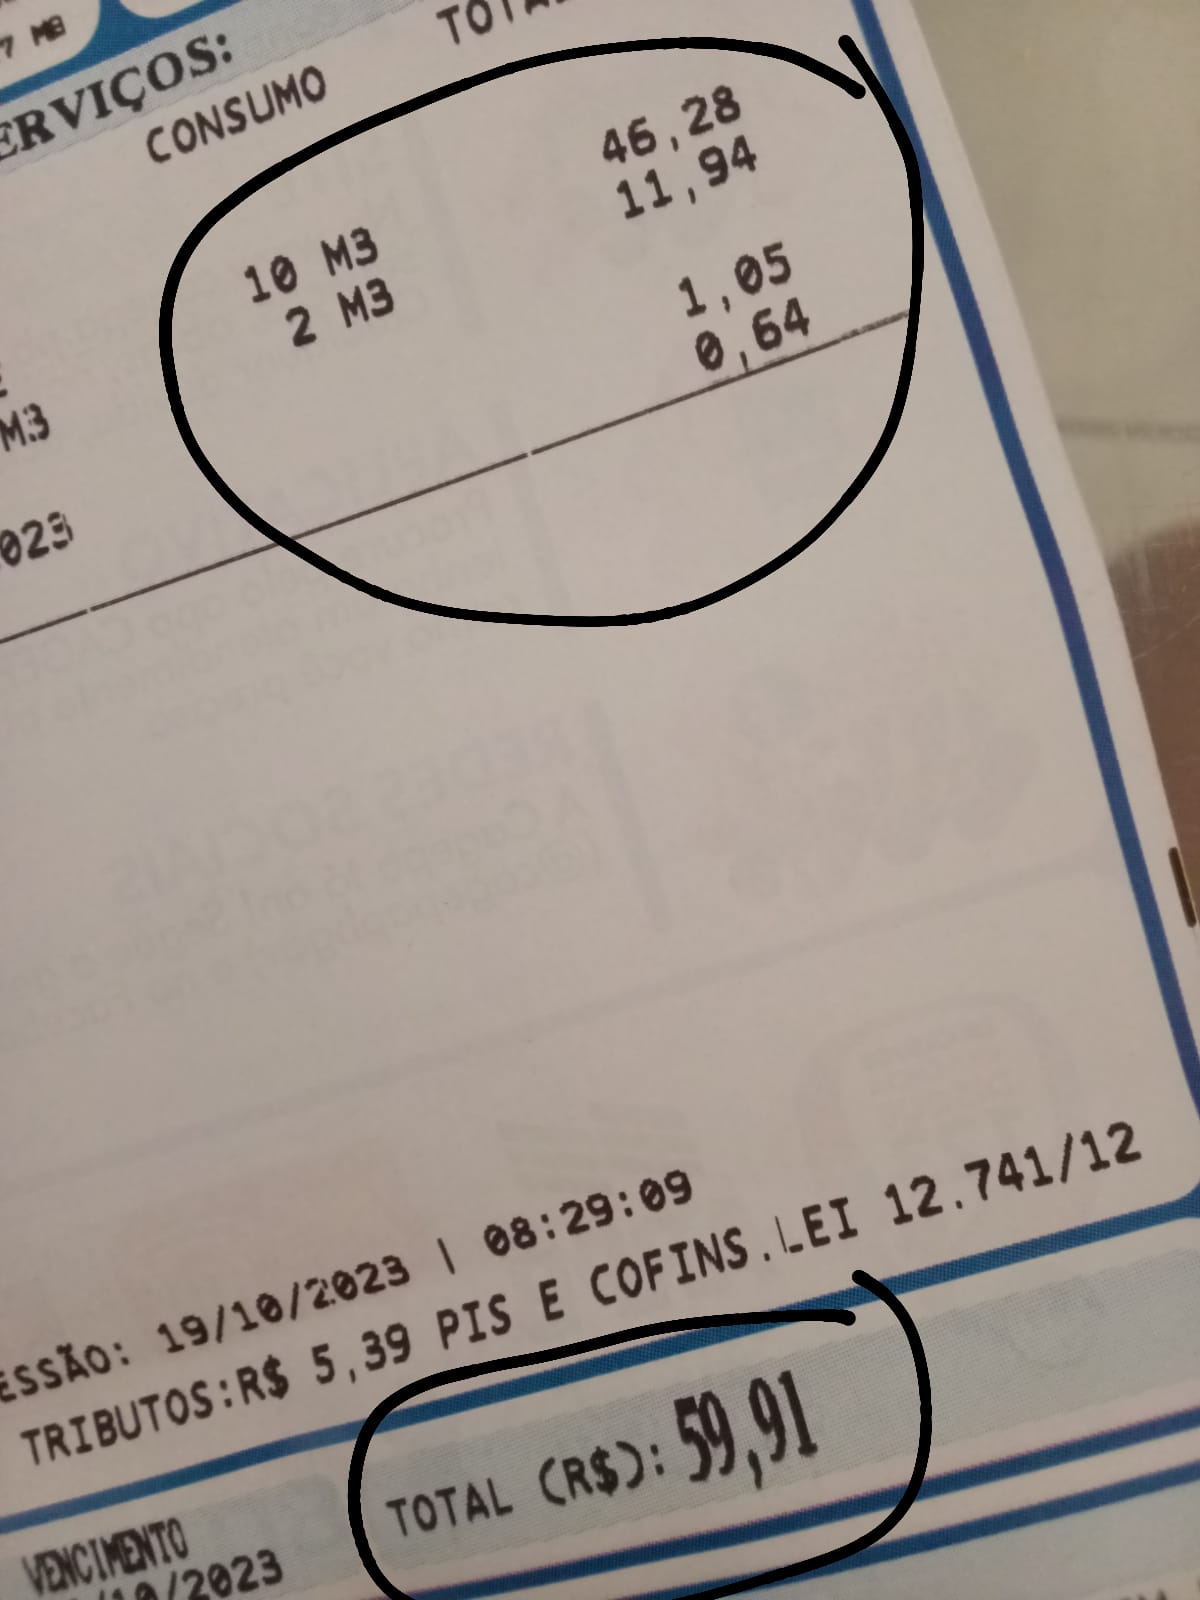 7 MB
ERVIÇOS:
CONSUMO
46,28
11,94
10 M3
2 M3
1,05
0,64
M3
023
ESSÃO: 19/10/2023 | 08:29:09
TRIBUTOS:R$ 5,39 PIS E COFINS.LEI 12.741/12
TOTAL (R$): 59,91
VENCIMENTO
/10/2023